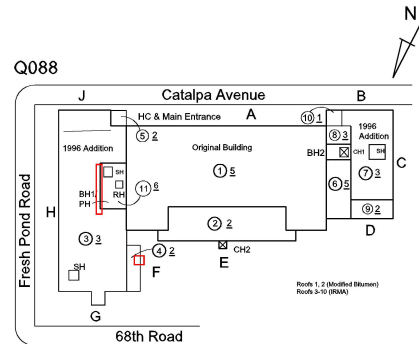 N
Q088
J Catalpa Avenue B
HC & Main Entrance A 10 1
5 2 8 3 1996 Addition
1996 Addition Original Building BH2 CH1 SH
SH 1 5 C
BH1/ PH RH 11 6 6 5 7 3
H 2 2 9 2
Fresh Pond Road 3 3 4 2 D
SH F E CH2
G
Roofs 1, 2 (Modified Bitumen)
Roofs 3-10 (IRMA)
68th Road